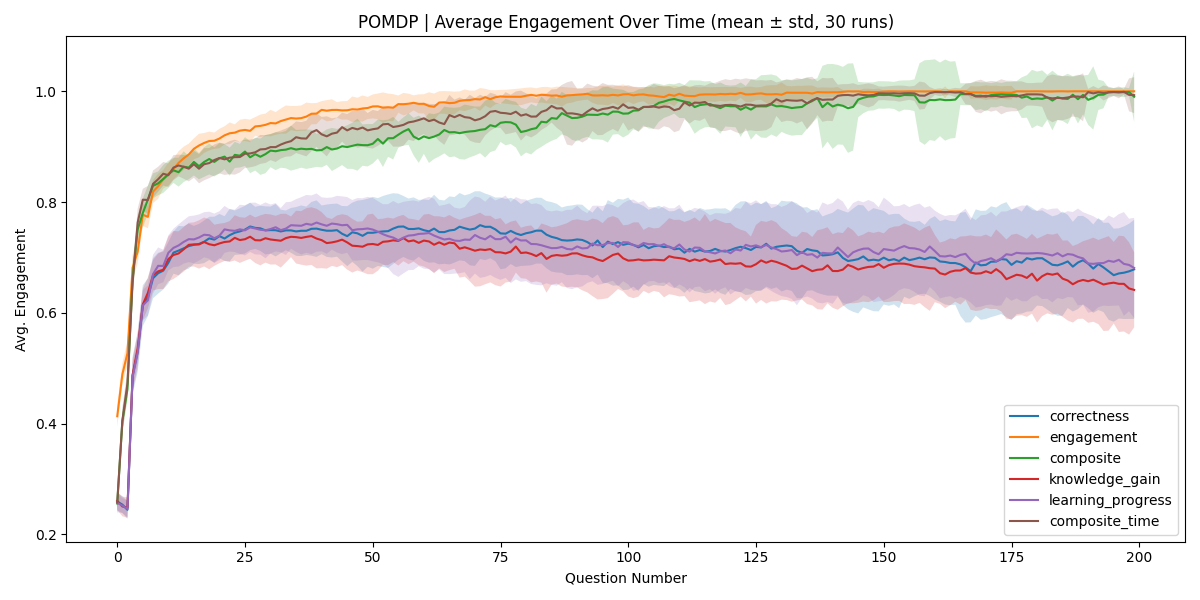 POMDP | Average Engagement Over Time (mean ± std, 30 runs)
Avg. Engagement
1.0
0.8
0.6
0.4
0.2
0
25
50
75
100
125
150
175
200
Question Number
correctness
engagement
composite
knowledge_gain
learning_progress
composite_time